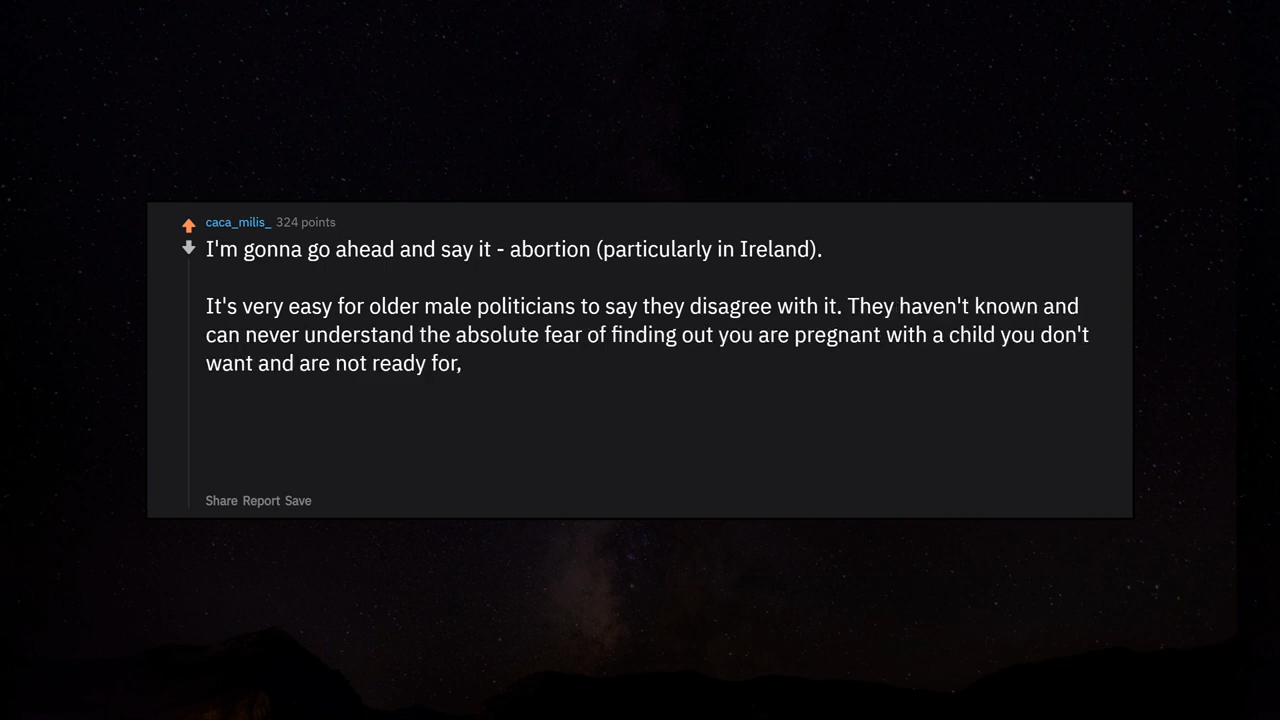 caca_milis_ 324 points
I'm gonna go ahead and say it - abortion (particularly in Ireland).
It's very easy for older male politicians to say they disagree with it. They haven't known and
can never understand the absolute fear of finding out you are pregnant with a child you don't
want and are not ready for,
Share Report Save